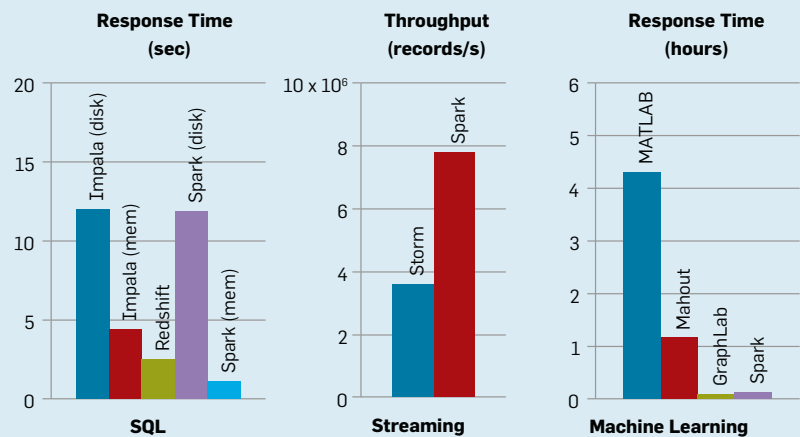 Response Time
(sec)
20
15
10
5
0
Impala (disk)
Impala (mem)
Redshift
Spark (disk)
Spark (mem)
SQL
Throughput
(records/s)
10 x 10⁶
8
6
4
2
0
Storm
Spark
Streaming
Response Time
(hours)
6
5
4
3
2
1
0
MATLAB
Mahout
GraphLab
Spark
Machine Learning